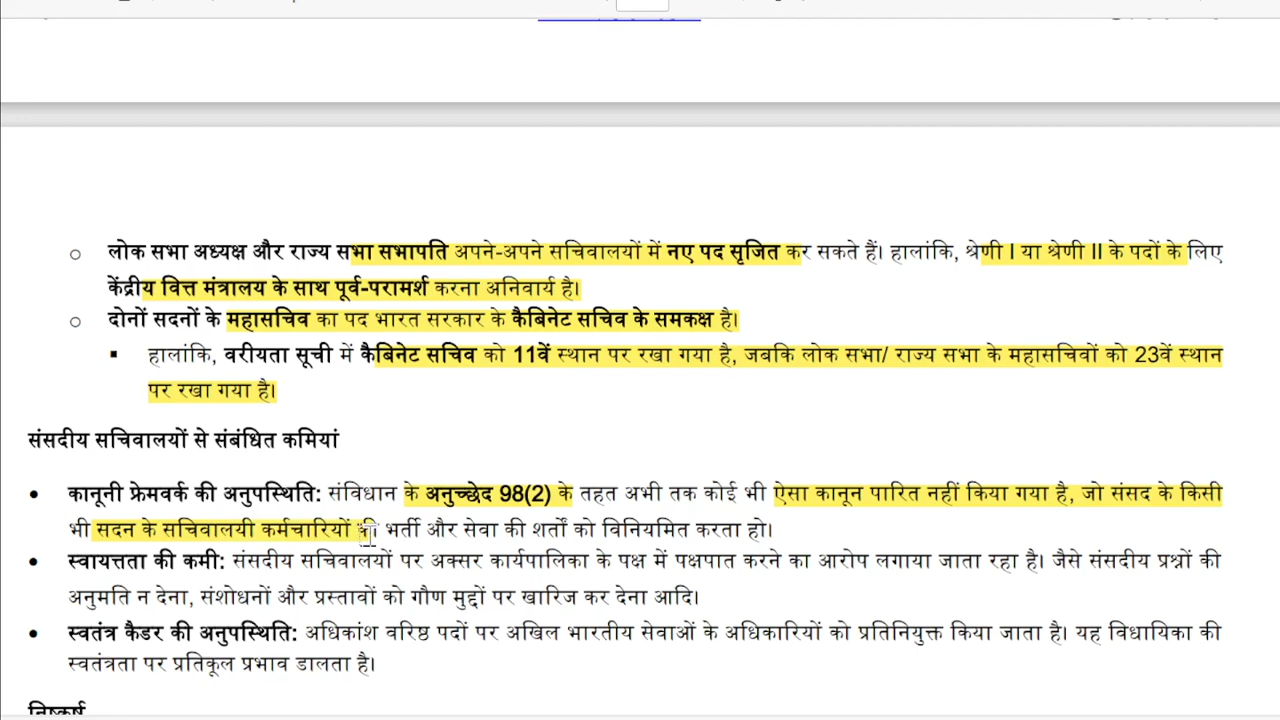 लोक सभा अध्यक्ष और राज्य सभा सभापति अपने-अपने सचिवालयों में नए पद सृजित कर सकते हैं। हालांकि, श्रेणी I या श्रेणी II के पदों के लिए
केंद्रीय वित्त मंत्रालय के साथ पूर्व-परामर्श करना अनिवार्य है।
दोनों सदनों के महासचिव का पद भारत सरकार के कैबिनेट सचिव के समकक्ष है।
हालांकि, वरीयता सूची में कैबिनेट सचिव को 11वें स्थान पर रखा गया है, जबकि लोक सभा/ राज्य सभा के महासचिवों को 23वें स्थान
पर रखा गया है।
संसदीय सचिवालयों से संबंधित कमियां
कानूनी फ्रेमवर्क की अनुपस्थिति: संविधान के अनुच्छेद 98(2) के तहत अभी तक कोई भी ऐसा कानून पारित नहीं किया गया है, जो संसद के किसी
भी सदन के सचिवालयी कर्मचारियों की भर्ती और सेवा की शर्तों को विनियमित करता हो।
स्वायत्तता की कमी: संसदीय सचिवालयों पर अक्सर कार्यपालिका के पक्ष में पक्षपात करने का आरोप लगाया जाता रहा है। जैसे संसदीय प्रश्नों की
अनुमति न देना, संशोधनों और प्रस्तावों को गौण मुद्दों पर खारिज कर देना आदि।
स्वतंत्र कैडर की अनुपस्थिति: अधिकांश वरिष्ठ पदों पर अखिल भारतीय सेवाओं के अधिकारियों को प्रतिनियुक्त किया जाता है। यह विधायिका की
स्वतंत्रता पर प्रतिकूल प्रभाव डालता है।
निष्कर्ष